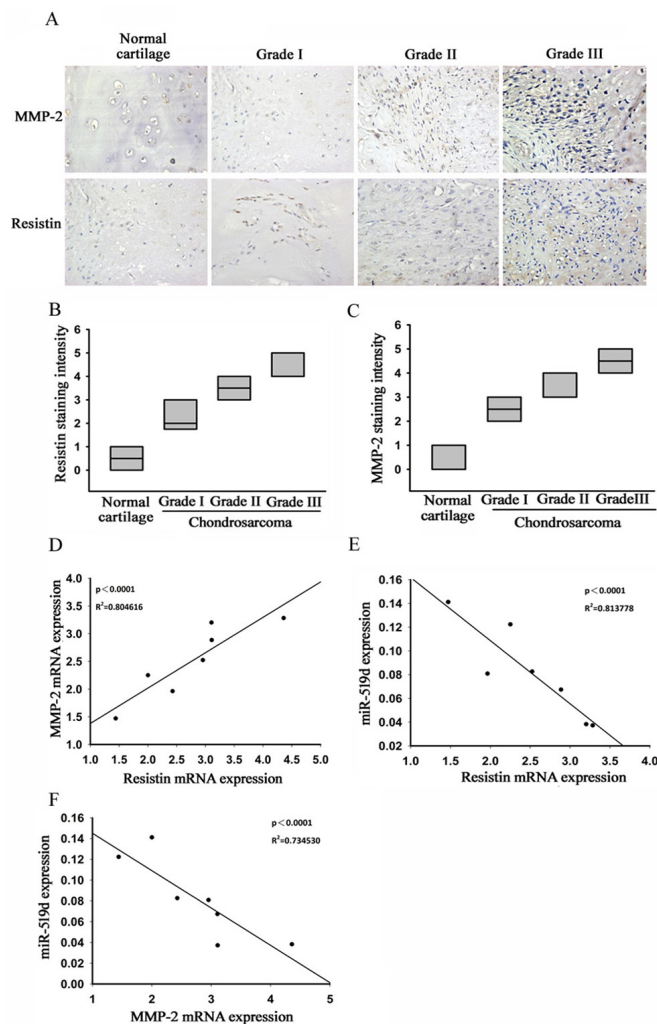 A
Normal
cartilage
Grade I
Grade II
Grade III
MMP-2
Resistin
B
Resistin staining intensity
6
5
4
3
2
1
0
Normal
cartilage
Grade I
Grade II
Grade III
Chondrosarcoma
C
MMP-2 staining intensity
6
5
4
3
2
1
0
Normal
cartilage
Grade I
Grade II
GradeIII
Chondrosarcoma
D
MMP-2 mRNA expression
4.0
3.5
3.0
2.5
2.0
1.5
1.0
p<0.0001
R²=0.804616
1.0 1.5 2.0 2.5 3.0 3.5 4.0 4.5 5.0
Resistin mRNA expression
E
miR-519d expression
0.16
0.14
0.12
0.10
0.08
0.06
0.04
0.02
p<0.0001
R²=0.813778
1.0 1.5 2.0 2.5 3.0 3.5 4.0
Resistin mRNA expression
F
miR-519d expression
0.16
0.14
0.12
0.10
0.08
0.06
0.04
0.02
0.00
p<0.0001
R²=0.734530
1 2 3 4 5
MMP-2 mRNA expression